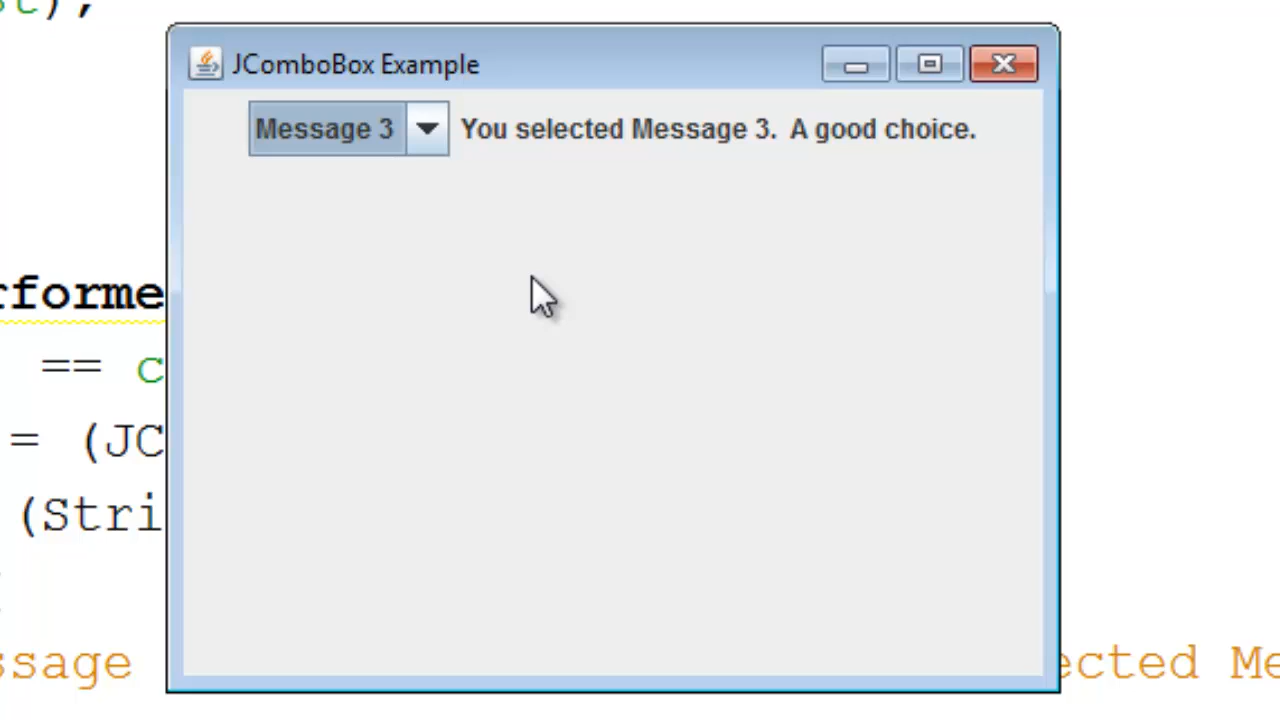 JComboBox Example
Message 3 You selected Message 3.  A good choice.
rforme
== c
= (JC
(Stri
ssage ected Me